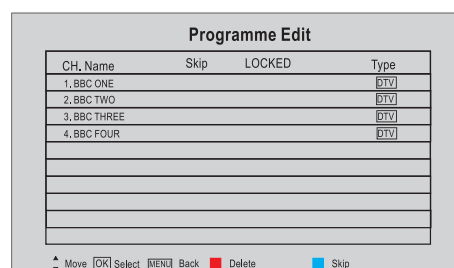 Programme Edit
CH. Name Skip LOCKED Type
1. BBC ONE DTV
2. BBC TWO DTV
3. BBC THREE DTV
4. BBC FOUR DTV
Move OK Select MENU Back Delete Skip